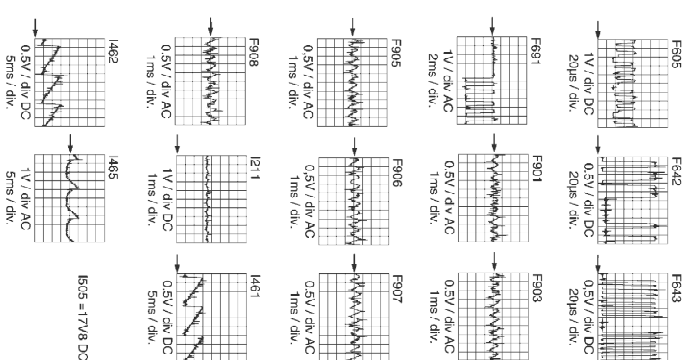 F605
1V / div DC
20µs / div.
F642
0.5V / div DC
20µs / div.
F643
0.5V / div DC
20µs / div.
F691
1V / div AC
2ms / div.
F901
0.5V / div AC
1ms / div.
F903
0.5V / div AC
1ms / div.
F905
0.5V / div AC
1ms / div.
F906
0,5V / div AC
1ms / div.
F907
0.5V / div AC
1ms / div.
F908
0.5V / div AC
1ms / div.
I211
1V / div DC
1ms / div.
I461
0.5V / div DC
5ms / div.
I462
0.5V / div DC
5ms / div.
I465
1V / div AC
5ms / div.
I505 =17V8 DC